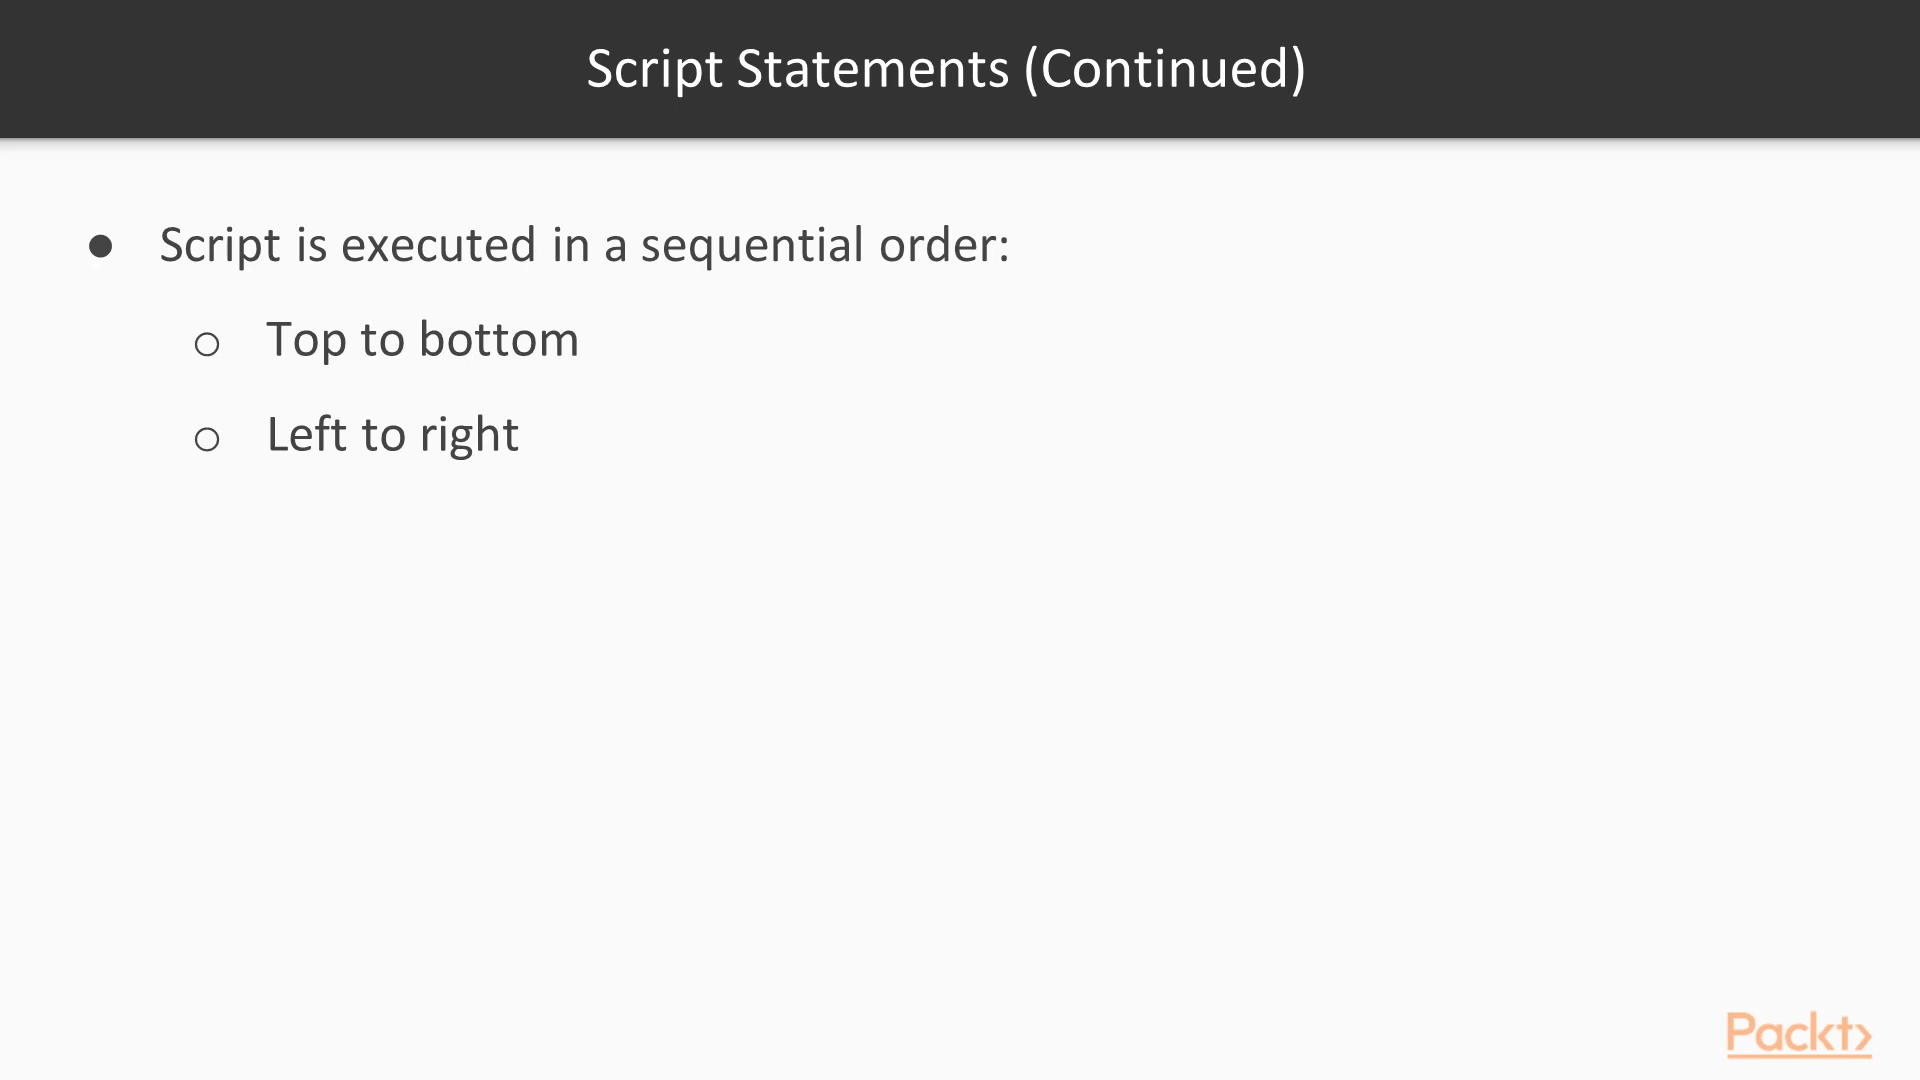 Script Statements (Continued)
● Script is executed in a sequential order:
○ Top to bottom
○ Left to right
Packt>